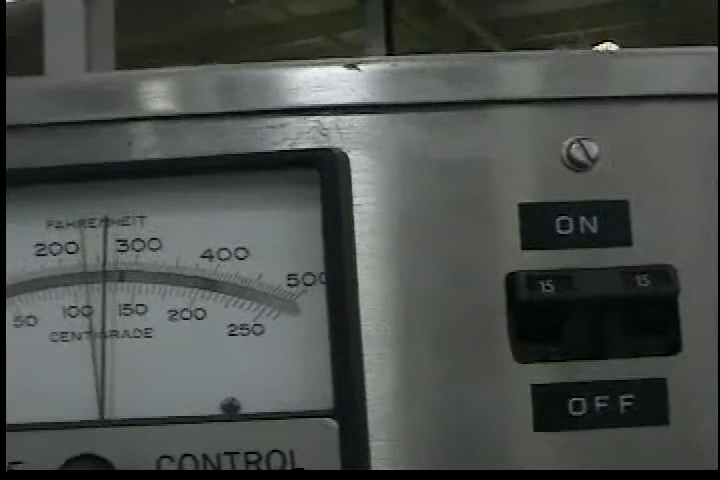 FAHRENHEIT
200 300 400 500
50 100 150 200 250
CENTIGRADE
CONTROL
ON
15 15
OFF